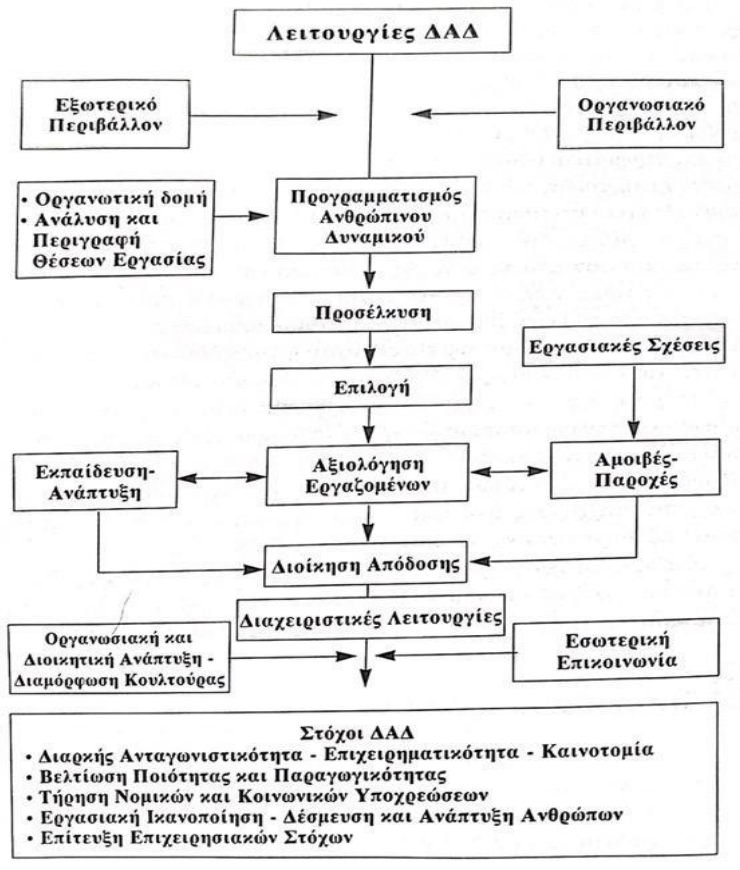 Λειτουργίες ΔΑΔ
Εξωτερικό
Περιβάλλον
Οργανωσιακό
Περιβάλλον
• Οργανωτική δομή
• Ανάλυση και
Περιγραφή
Θέσεων Εργασίας
Προγραμματισμός
Ανθρώπινου
Δυναμικού
Προσέλκυση
Εργασιακές Σχέσεις
Επιλογή
Εκπαίδευση-
Ανάπτυξη
Αξιολόγηση
Εργαζομένων
Αμοιβές-
Παροχές
Διοίκηση Απόδοσης
Διαχειριστικές Λειτουργίες
Οργανωσιακή και
Διοικητική Ανάπτυξη -
Διαμόρφωση Κουλτούρας
Εσωτερική
Επικοινωνία
Στόχοι ΔΑΔ
• Διαρκής Ανταγωνιστικότητα - Επιχειρηματικότητα - Καινοτομία
• Βελτίωση Ποιότητας και Παραγωγικότητας
• Τήρηση Νομικών και Κοινωνικών Υποχρεώσεων
• Εργασιακή Ικανοποίηση - Δέσμευση και Ανάπτυξη Ανθρώπων
• Επίτευξη Επιχειρησιακών Στόχων